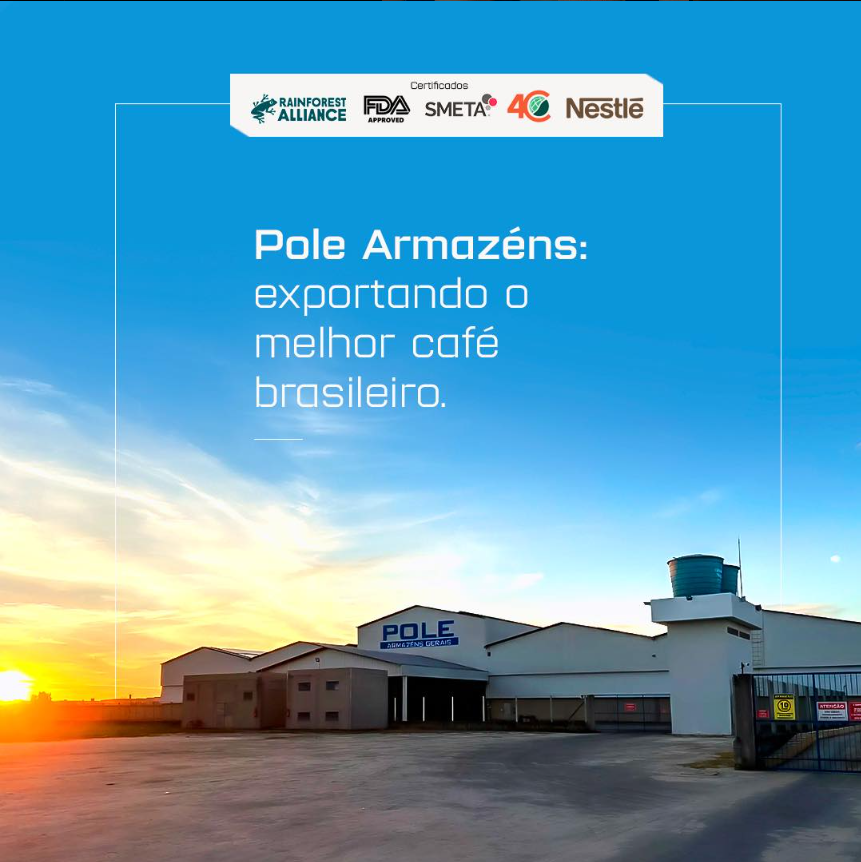 Certificados
RAINFOREST
ALLIANCE
FDA
APPROVED
SMETA
4C
Nestlé
Pole Armazéns:
exportando o
melhor café
brasileiro.
POLE
ARMAZÉNS GERAIS
ATENÇÃO